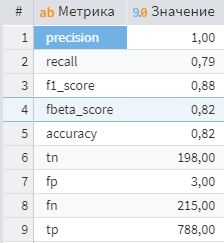 # ab Метрика 9.0 Значение
1 precision 1,00
2 recall 0,79
3 f1_score 0,88
4 fbeta_score 0,82
5 accuracy 0,82
6 tn 198,00
7 fp 3,00
8 fn 215,00
9 tp 788,00